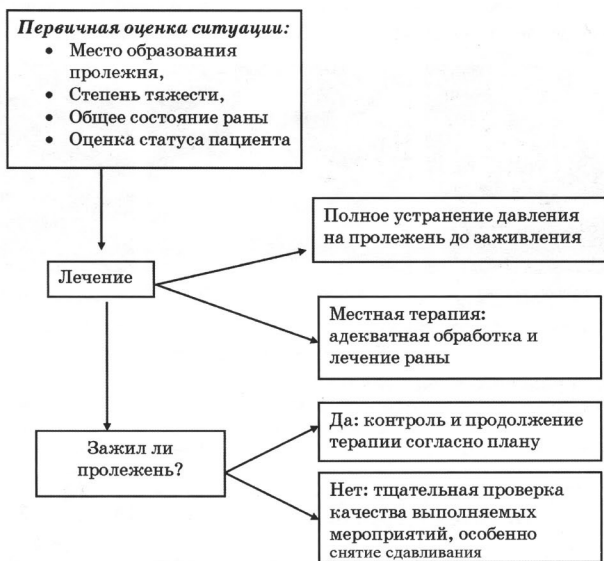 Первичная оценка ситуации:
• Место образования
пролежня,
• Степень тяжести,
• Общее состояние раны
• Оценка статуса пациента
Полное устранение давления
на пролежень до заживления
Лечение
Местная терапия:
адекватная обработка и
лечение раны
Зажил ли
пролежень?
Да: контроль и продолжение
терапии согласно плану
Нет: тщательная проверка
качества выполняемых
мероприятий, особенно
снятие сдавливания